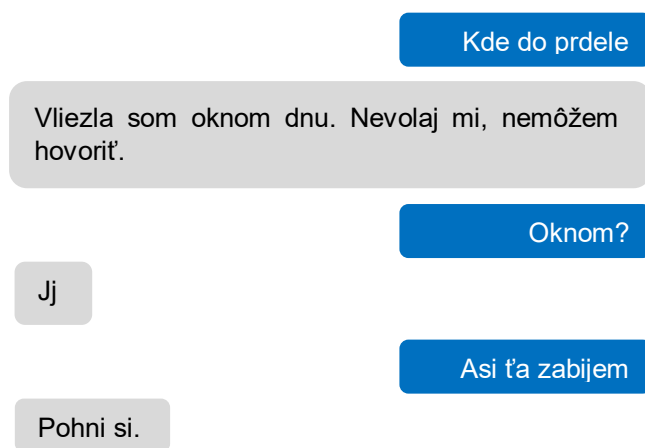 Kde do prdele
Vliezla som oknom dnu. Nevolaj mi, nemôžem
hovoriť.
Oknom?
Jj
Asi ťa zabijem
Pohni si.